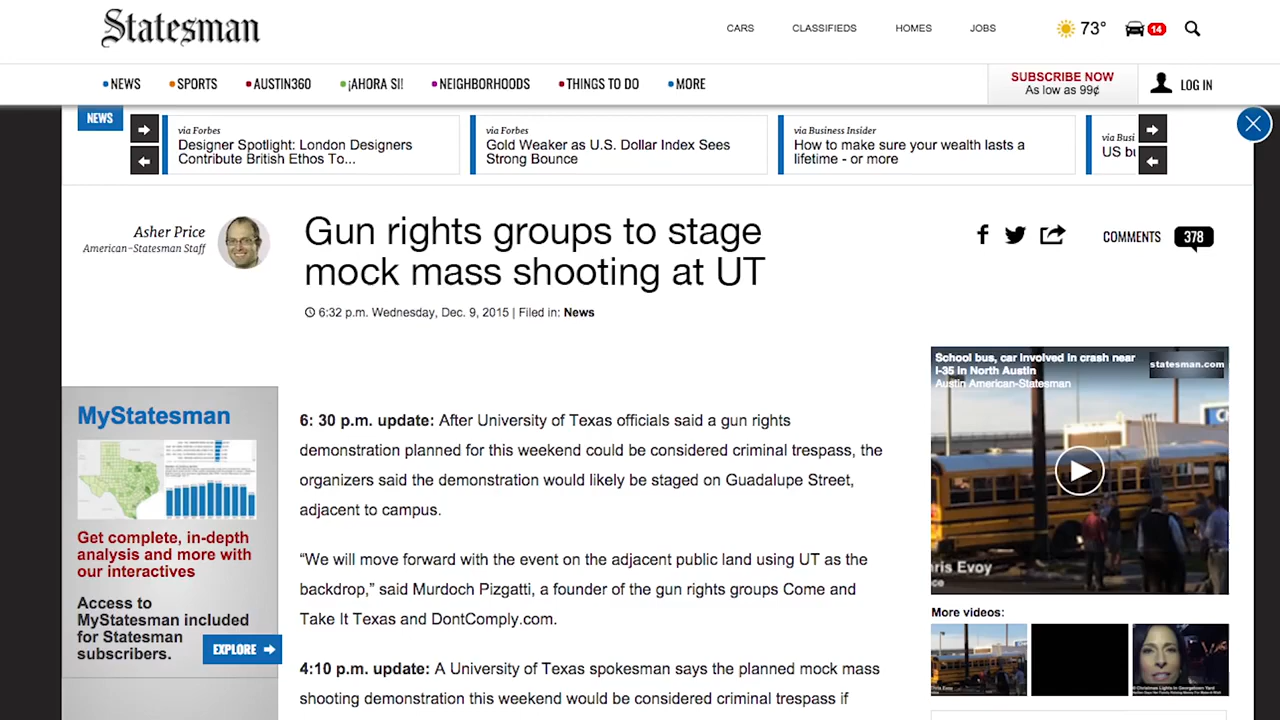 Statesman
CARS
CLASSIFIEDS
HOMES
JOBS
73°
14
NEWS
SPORTS
AUSTIN360
¡AHORA SI!
NEIGHBORHOODS
THINGS TO DO
MORE
SUBSCRIBE NOW
As low as 99¢
LOG IN
NEWS
via Forbes
Designer Spotlight: London Designers
Contribute British Ethos To...
via Forbes
Gold Weaker as U.S. Dollar Index Sees
Strong Bounce
via Business Insider
How to make sure your wealth lasts a
lifetime - or more
via Busi
US bu
Asher Price
American-Statesman Staff
Gun rights groups to stage
mock mass shooting at UT
6:32 p.m. Wednesday, Dec. 9, 2015 | Filed in: News
COMMENTS
378
MyStatesman
Get complete, in-depth
analysis and more with
our interactives
Access to
MyStatesman included
for Statesman
subscribers.
EXPLORE
6: 30 p.m. update: After University of Texas officials said a gun rights
demonstration planned for this weekend could be considered criminal trespass, the
organizers said the demonstration would likely be staged on Guadalupe Street,
adjacent to campus.
“We will move forward with the event on the adjacent public land using UT as the
backdrop,” said Murdoch Pizgatti, a founder of the gun rights groups Come and
Take It Texas and DontComply.com.
4:10 p.m. update: A University of Texas spokesman says the planned mock mass
shooting demonstr weekend would be considered criminal trespass if
School bus, car involved in crash near
I-35 in North Austin
Austin American-Statesman
statesman.com
ris Evoy
ce
More videos: